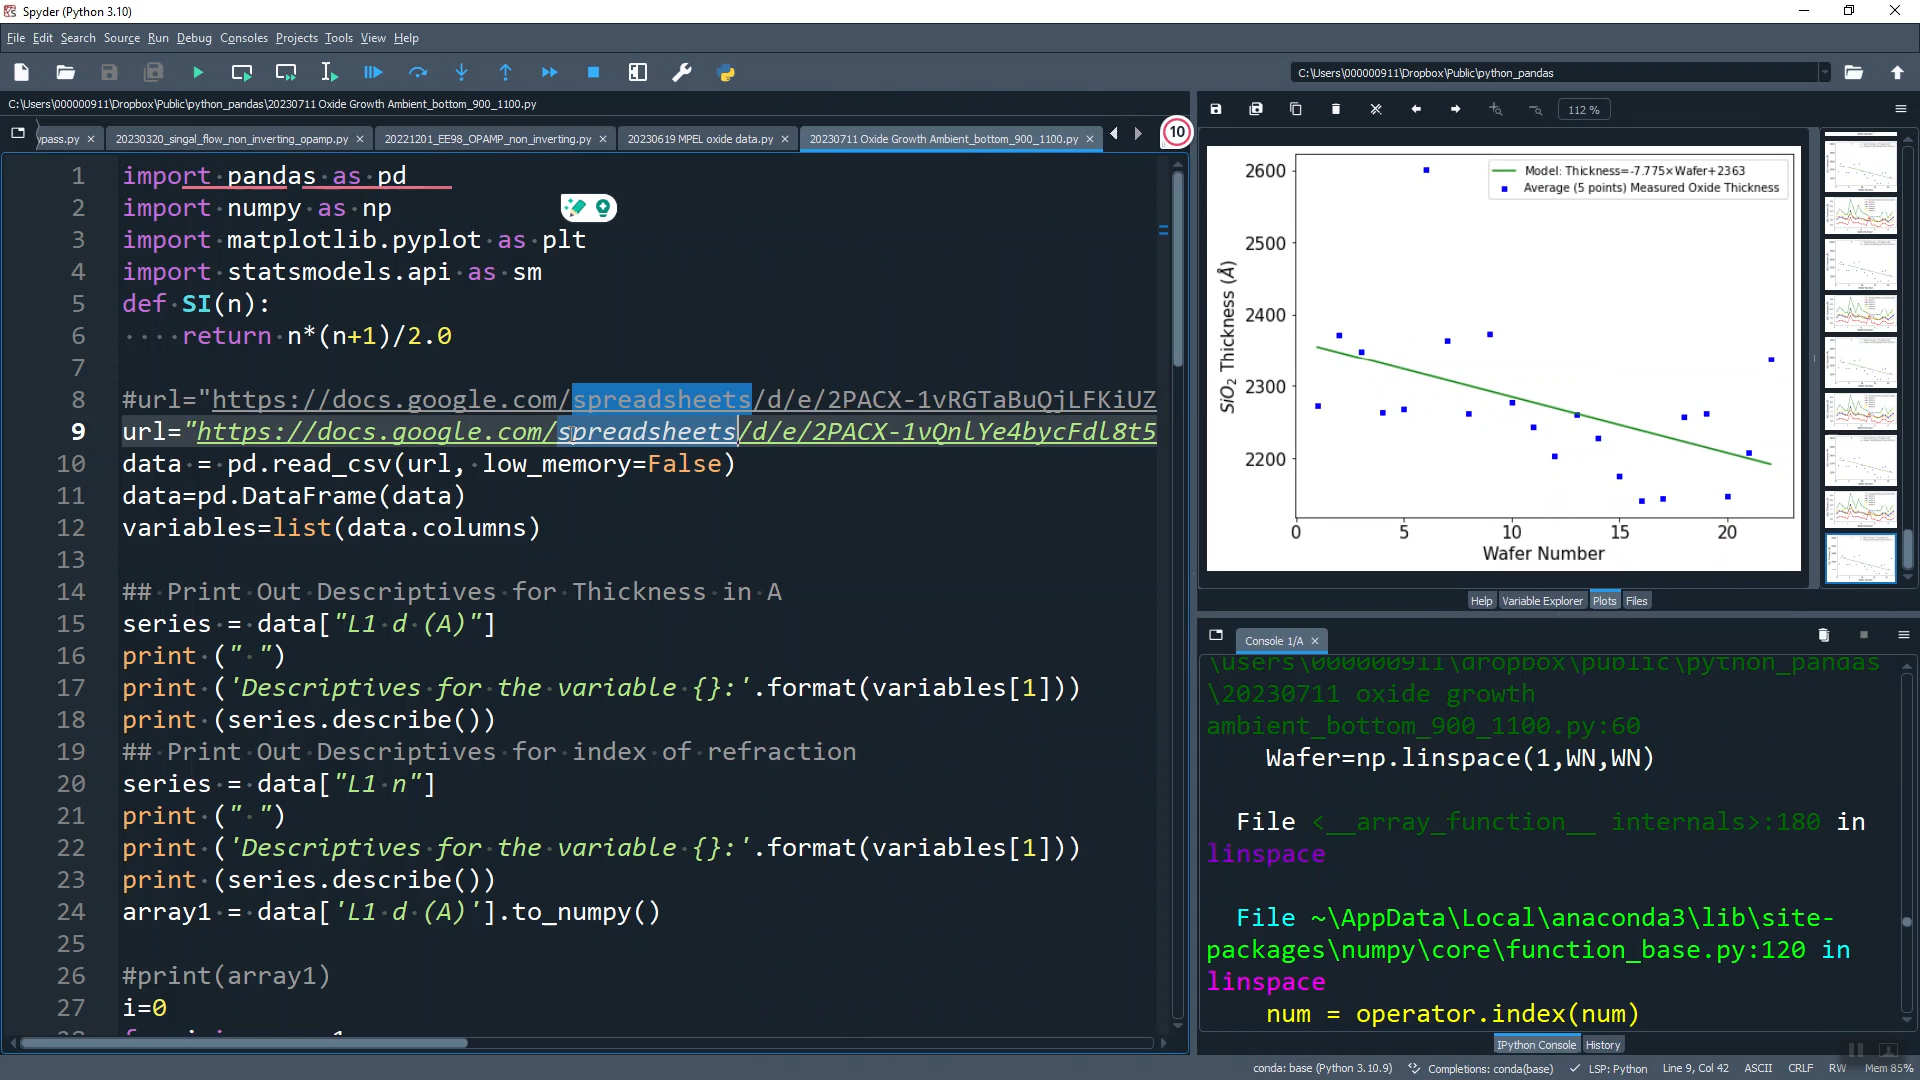 Spyder (Python 3.10)
File Edit Search Source Run Debug Consoles Projects Tools View Help
C:\Users\000000911\Dropbox\Public\python_pandas
C:\Users\000000911\Dropbox\Public\python_pandas\20230711 Oxide Growth Ambient_bottom_900_1100.py
ypass.py 20230320_singal_flow_non_inverting_opamp.py 20221201_EE98_OPAMP_non_inverting.py 20230619 MPEL oxide data.py 20230711 Oxide Growth Ambient_bottom_900_1100.py 10
1 import pandas as pd
2 import numpy as np
3 import matplotlib.pyplot as plt
4 import statsmodels.api as sm
5 def SI(n):
6 return n*(n+1)/2.0
7
8 #url="https://docs.google.com/spreadsheets/d/e/2PACX-1vRGTaBuQjLFKiUZ
9 url="https://docs.google.com/spreadsheets/d/e/2PACX-1vQnlYe4bycFdl8t5
10 data = pd.read_csv(url, low_memory=False)
11 data=pd.DataFrame(data)
12 variables=list(data.columns)
13
14 ## Print Out Descriptives for Thickness in A
15 series = data["L1 d (A)"]
16 print (" ")
17 print ('Descriptives for the variable {}:'.format(variables[1]))
18 print (series.describe())
19 ## Print Out Descriptives for index of refraction
20 series = data["L1 n"]
21 print (" ")
22 print ('Descriptives for the variable {}:'.format(variables[1]))
23 print (series.describe())
24 array1 = data['L1 d (A)'].to_numpy()
25
26 #print(array1)
27 i=0
112 %
Model: Thickness=-7.775×Wafer+2363
Average (5 points) Measured Oxide Thickness
SiO2 Thickness (Å)
2600
2500
2400
2300
2200
0 5 10 15 20
Wafer Number
Help Variable Explorer Plots Files
Console 1/A
\users\000000911\dropbox\public\python_pandas
\20230711 oxide growth
ambient_bottom_900_1100.py:60
Wafer=np.linspace(1,WN,WN)
File <__array_function__ internals>:180 in
linspace
File ~\AppData\Local\anaconda3\lib\site-
packages\numpy\core\function_base.py:120 in
linspace
num = operator.index(num)
IPython Console History
conda: base (Python 3.10.9) Completions: conda(base) LSP: Python Line 9, Col 42 ASCII CRLF RW Mem 85%